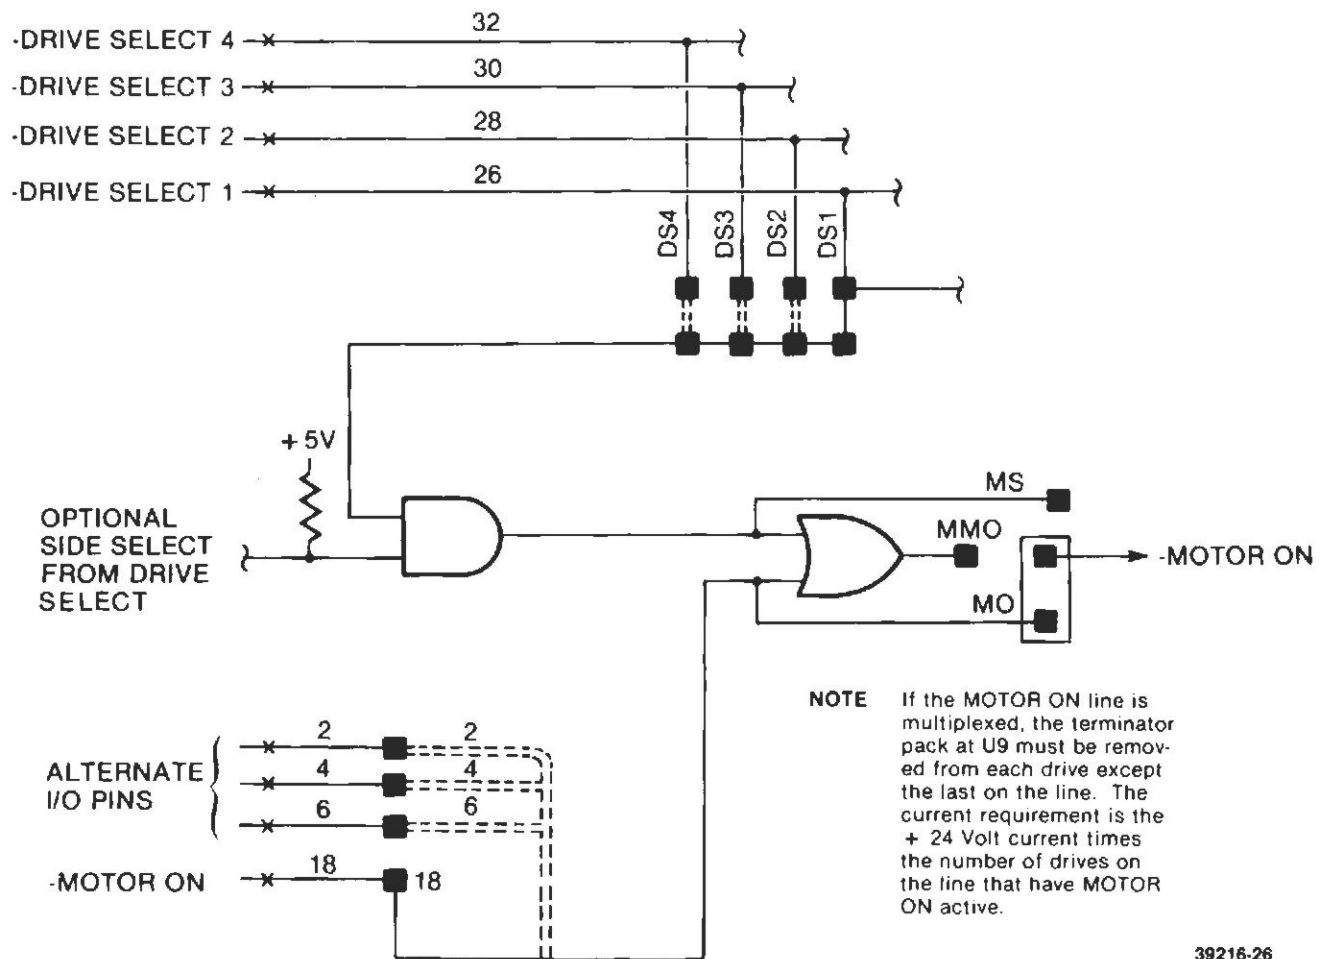 -DRIVE SELECT 4
32
-DRIVE SELECT 3
30
-DRIVE SELECT 2
28
-DRIVE SELECT 1
26
DS4
DS3
DS2
DS1
+ 5V
OPTIONAL
SIDE SELECT
FROM DRIVE
SELECT
MS
MMO
MO
-MOTOR ON
ALTERNATE
I/O PINS
2
2
4
4
6
6
-MOTOR ON
18
18
NOTE If the MOTOR ON line is
multiplexed, the terminator
pack at U9 must be remov-
ed from each drive except
the last on the line. The
current requirement is the
+ 24 Volt current times
the number of drives on
the line that have MOTOR
ON active.
39216-26